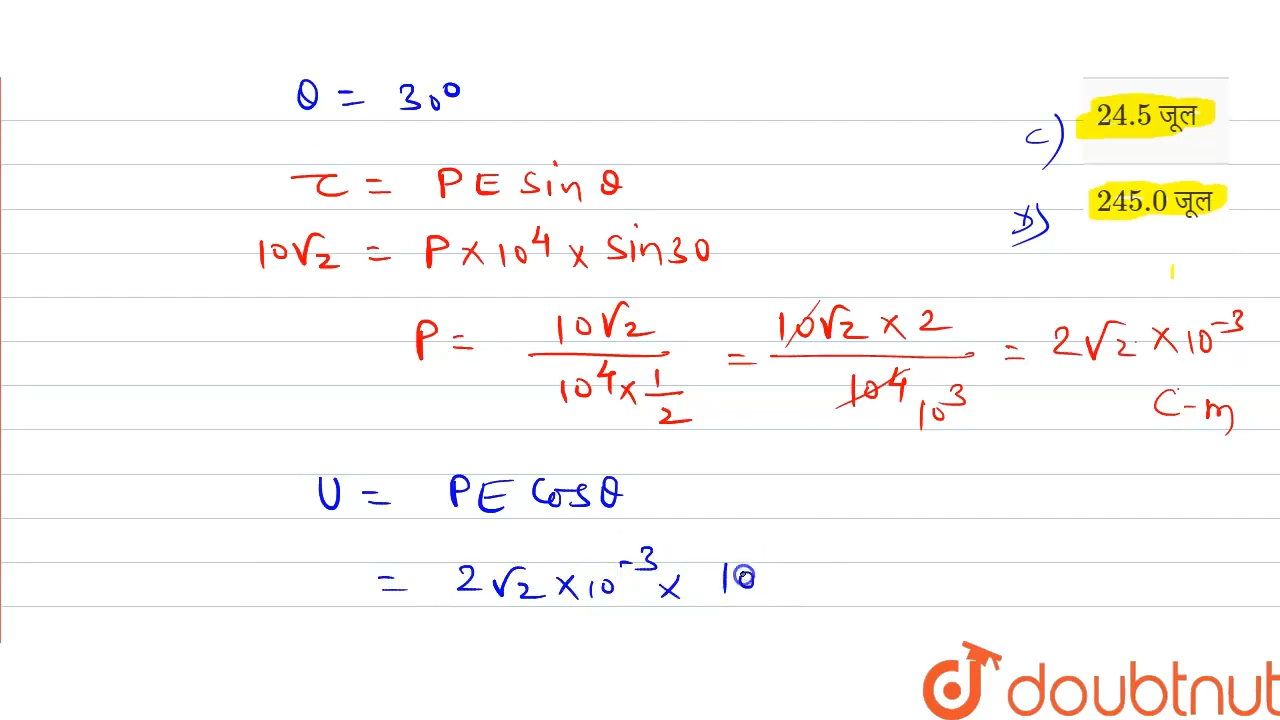 θ = 30°
24.5 जूल
c)
τ = PE sin θ
245.0 जूल
D)
10√2 = P × 10⁴ × sin30
P = 10√2 / 10⁴ × 1/2 = 10√2 × 2 / 10⁴ 10³ = 2√2 × 10⁻³
C-m
U = PE Cosθ
= 2√2 × 10⁻³ × 10
doubtnut